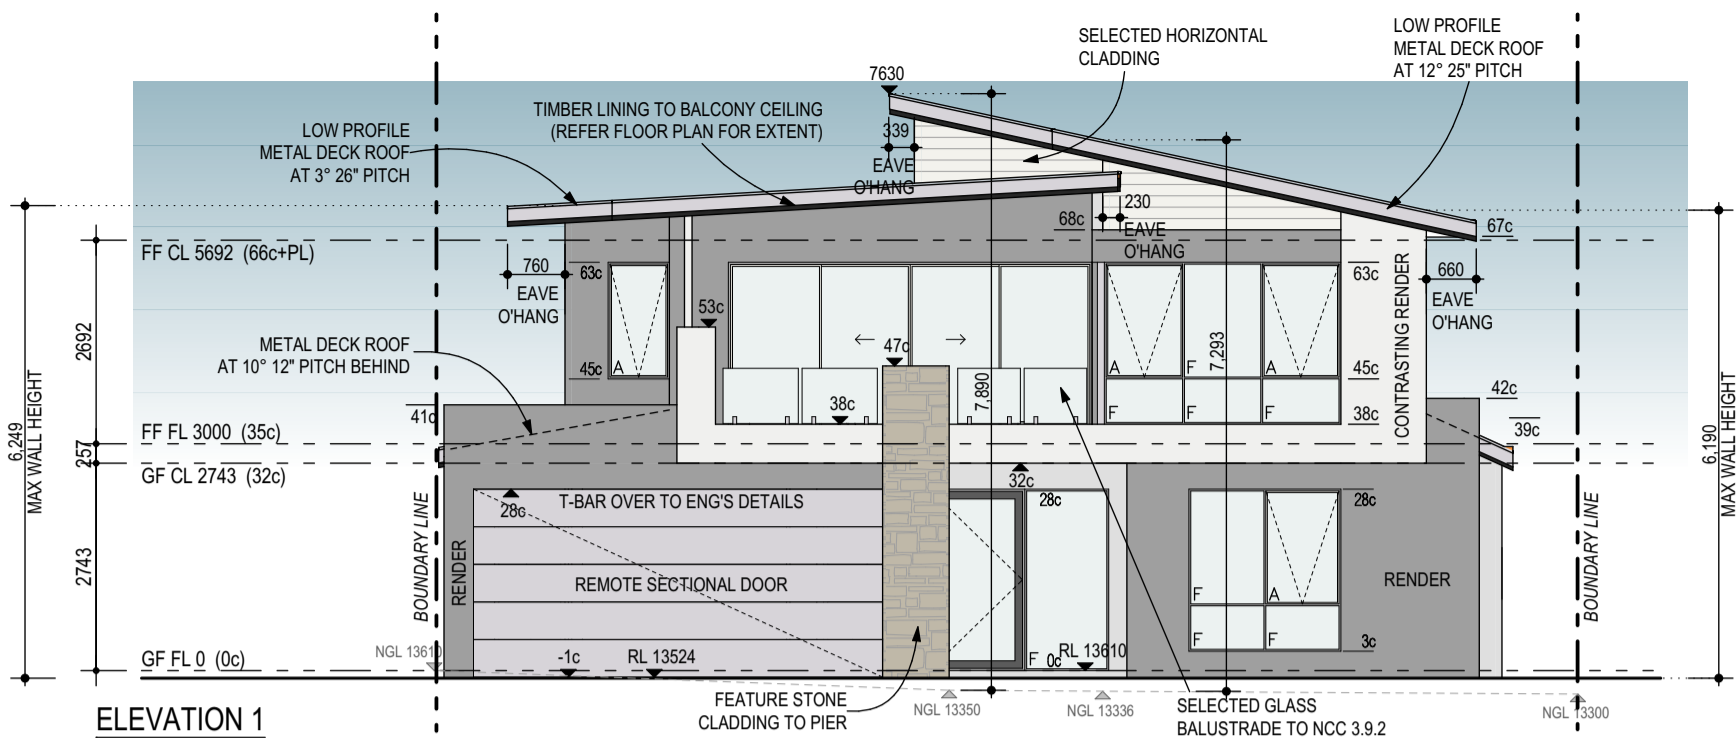 SELECTED HORIZONTAL
CLADDING
LOW PROFILE
METAL DECK ROOF
AT 12° 25" PITCH
7630
TIMBER LINING TO BALCONY CEILING
(REFER FLOOR PLAN FOR EXTENT)
LOW PROFILE
METAL DECK ROOF
AT 3° 26" PITCH
339
EAVE
O'HANG
230
EAVE
O'HANG
68c
67c
FF CL 5692 (66c+PL)
760
EAVE
O'HANG
63c
63c
660
EAVE
O'HANG
53c
2692
METAL DECK ROOF
AT 10° 12" PITCH BEHIND
47c
7,293
45c
A
A
F
A
45c
CONTRASTING RENDER
42c
41c
38c
7,890
F
F
F
38c
39c
6,249
MAX WALL HEIGHT
FF FL 3000 (35c)
257
GF CL 2743 (32c)
6,190
MAX WALL HEIGHT
32c
28c
T-BAR OVER TO ENG'S DETAILS
28c
28c
BOUNDARY LINE
BOUNDARY LINE
2743
RENDER
REMOTE SECTIONAL DOOR
RENDER
F
A
F
F
3c
NGL 13610
GF FL 0 (0c)
-1c
RL 13524
F
0c
RL 13610
FEATURE STONE
CLADDING TO PIER
NGL 13350
NGL 13336
SELECTED GLASS
BALUSTRADE TO NCC 3.9.2
NGL 13300
ELEVATION 1